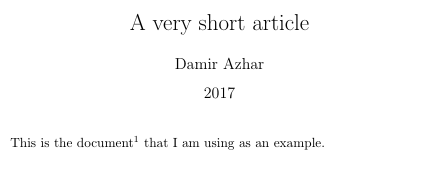 A very short article
Damir Azhar
2017
This is the document¹ that I am using as an example.